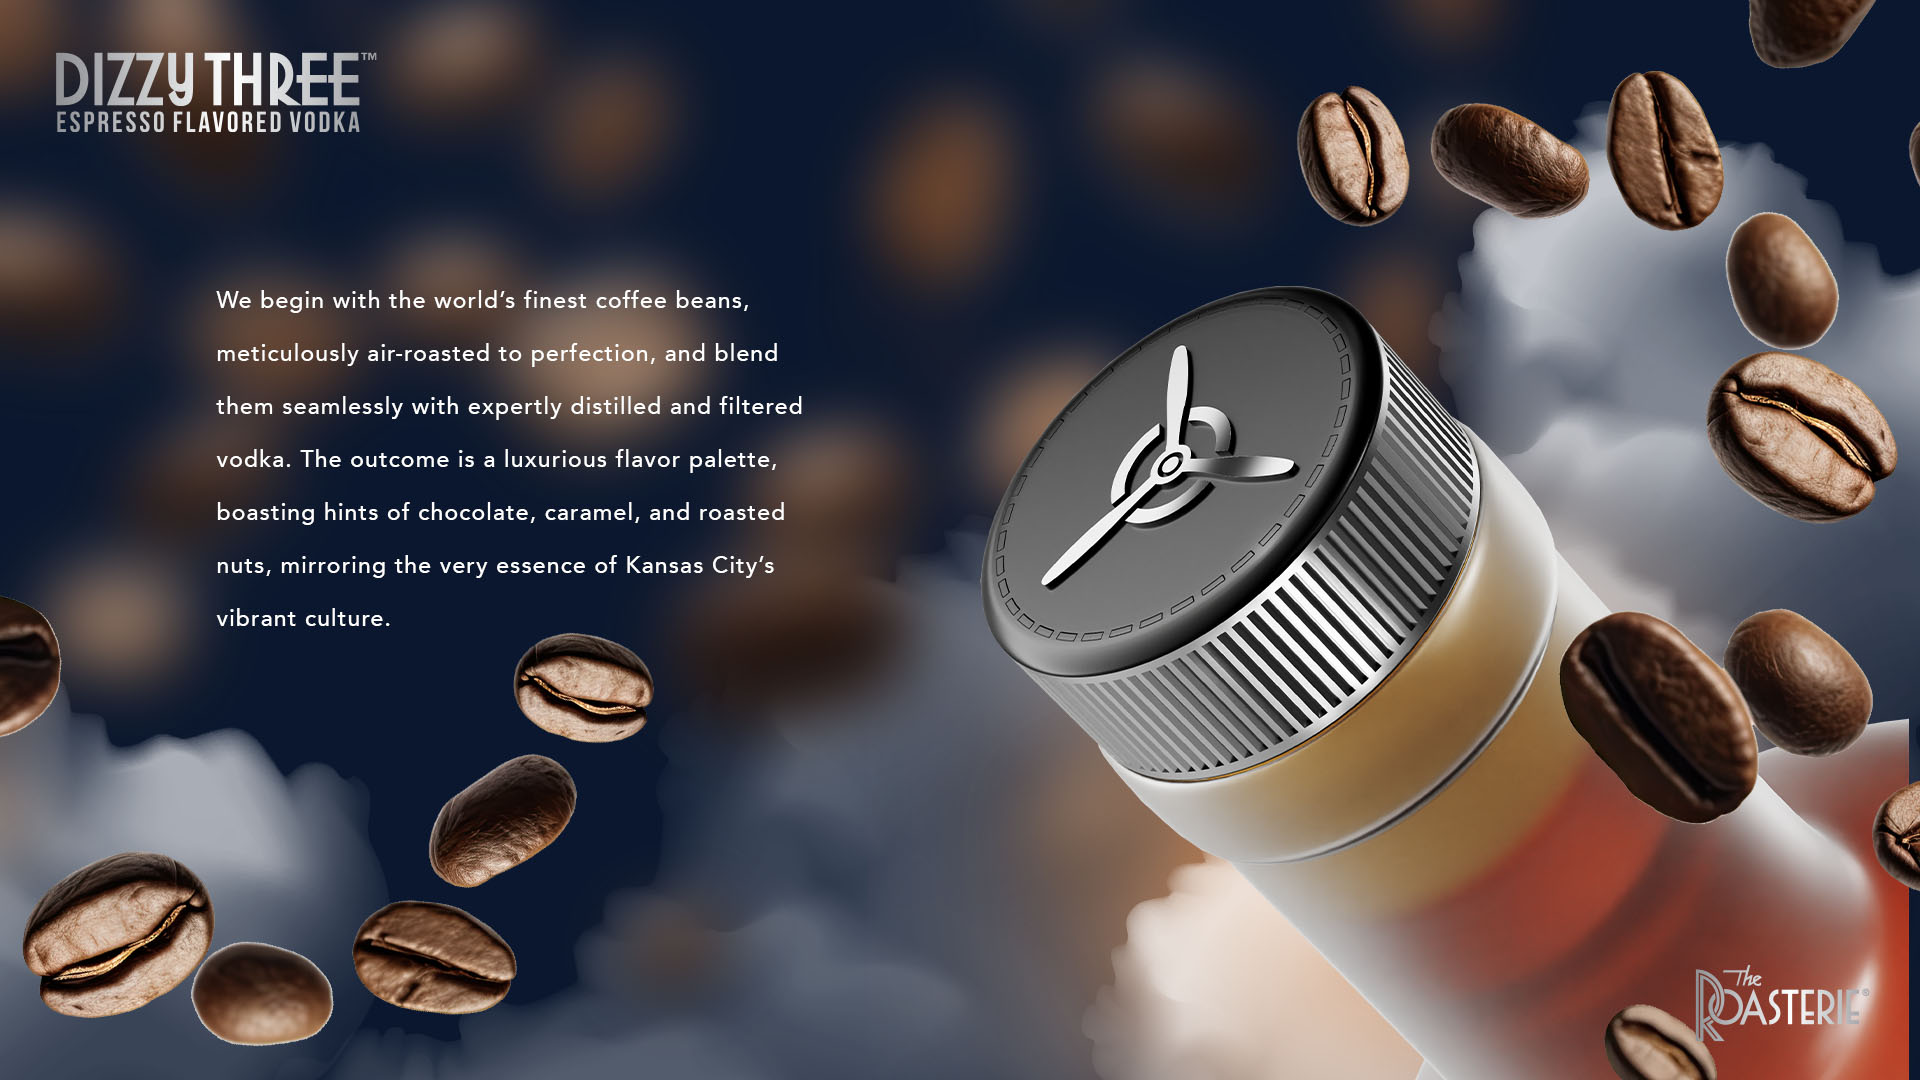 DIZZY THREE™
ESPRESSO FLAVORED VODKA
We begin with the world’s finest coffee beans,
meticulously air-roasted to perfection, and blend
them seamlessly with expertly distilled and filtered
vodka. The outcome is a luxurious flavor palette,
boasting hints of chocolate, caramel, and roasted
nuts, mirroring the very essence of Kansas City’s
vibrant culture.
The
ROASTERIE®